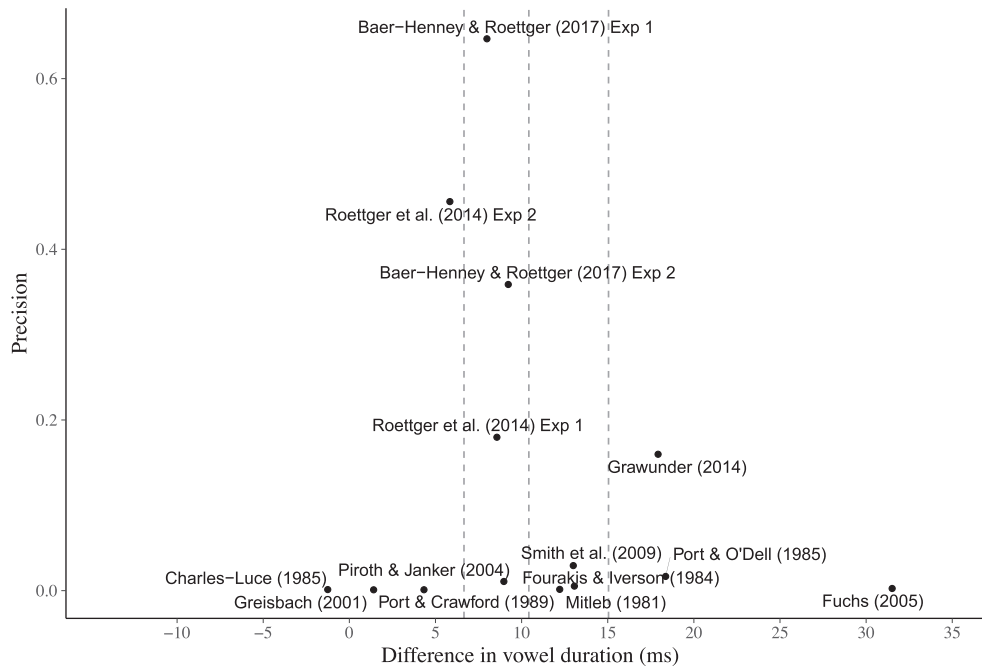 Baer−Henney & Roettger (2017) Exp 1
0.6
Roettger et al. (2014) Exp 2
0.4
Baer−Henney & Roettger (2017) Exp 2
Precision
Roettger et al. (2014) Exp 1
0.2
Grawunder (2014)
Smith et al. (2009)
Port & O'Dell (1985)
Piroth & Janker (2004)
Charles−Luce (1985)
Fourakis & Iverson (1984)
0.0
Greisbach (2001)
Port & Crawford (1989)
Mitleb (1981)
Fuchs (2005)
−10 −5 0 5 10 15 20 25 30 35
Difference in vowel duration (ms)